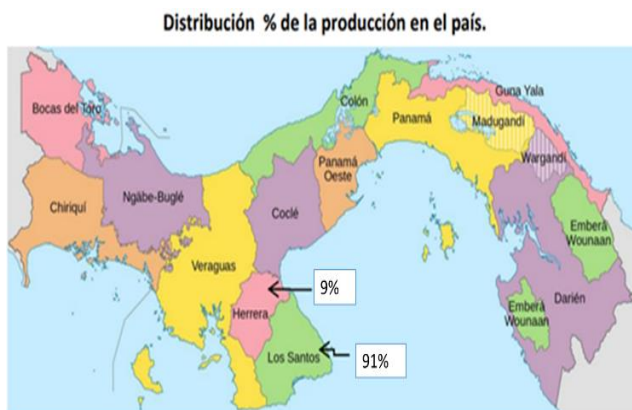 Distribución % de la producción en el país.
Bocas del Toro
Colón
Guna Yala
Panamá
Madugandí
Wargandí
Panamá
Oeste
Chiriquí
Ngäbe-Buglé
Coclé
Emberá
Wounaan
Veraguas
9%
Herrera
Emberá
Wounaan
Darién
Los Santos
91%